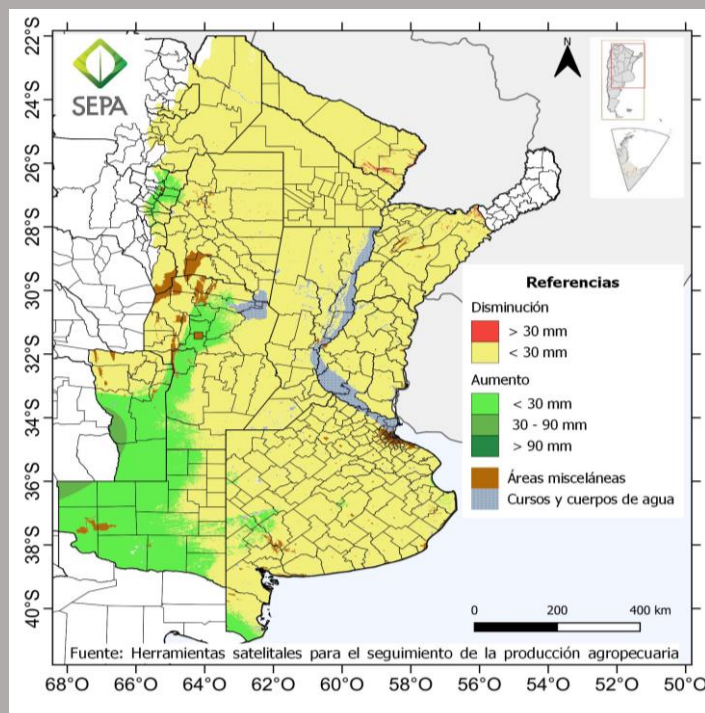 SEPA
N
22°S
24°S
26°S
28°S
30°S
32°S
34°S
36°S
38°S
40°S
Referencias
Disminución
> 30 mm
< 30 mm
Aumento
< 30 mm
30 - 90 mm
> 90 mm
Áreas misceláneas
Cursos y cuerpos de agua
0 200 400 km
Fuente: Herramientas satelitales para el seguimiento de la producción agropecuaria
68°O 66°O 64°O 62°O 60°O 58°O 56°O 54°O 52°O 50°O